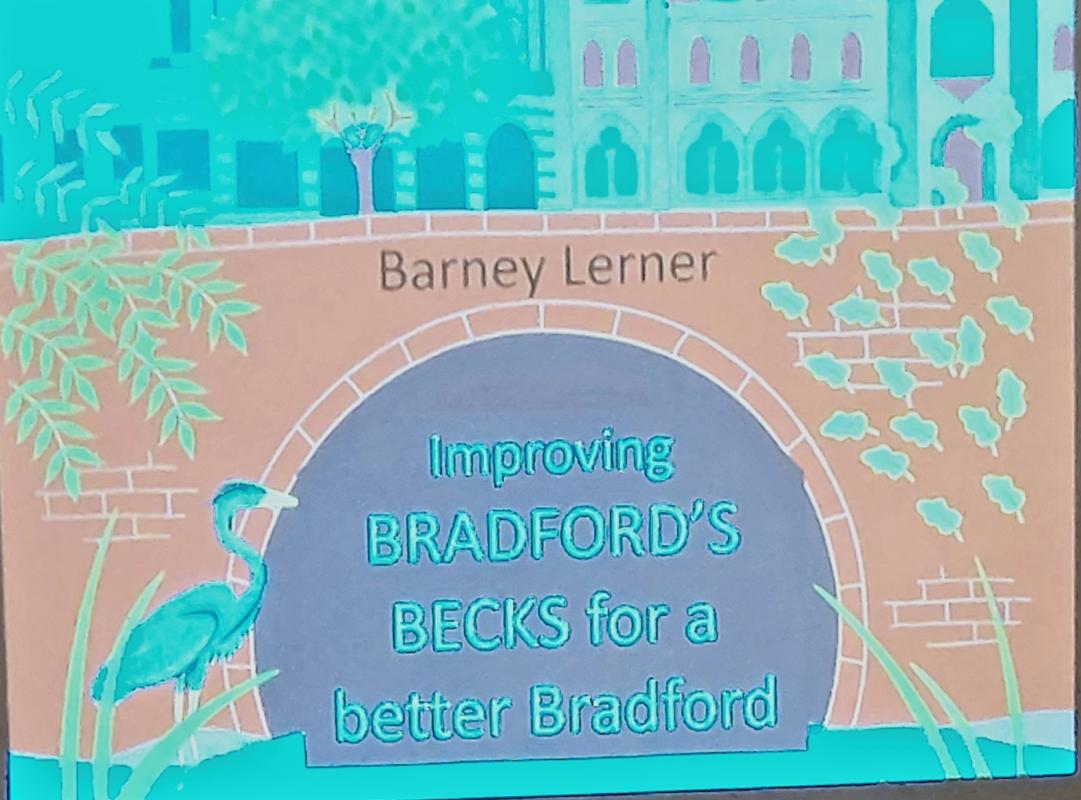 Barney Lerner
Improving
BRADFORD'S
BECKS for a
better Bradford